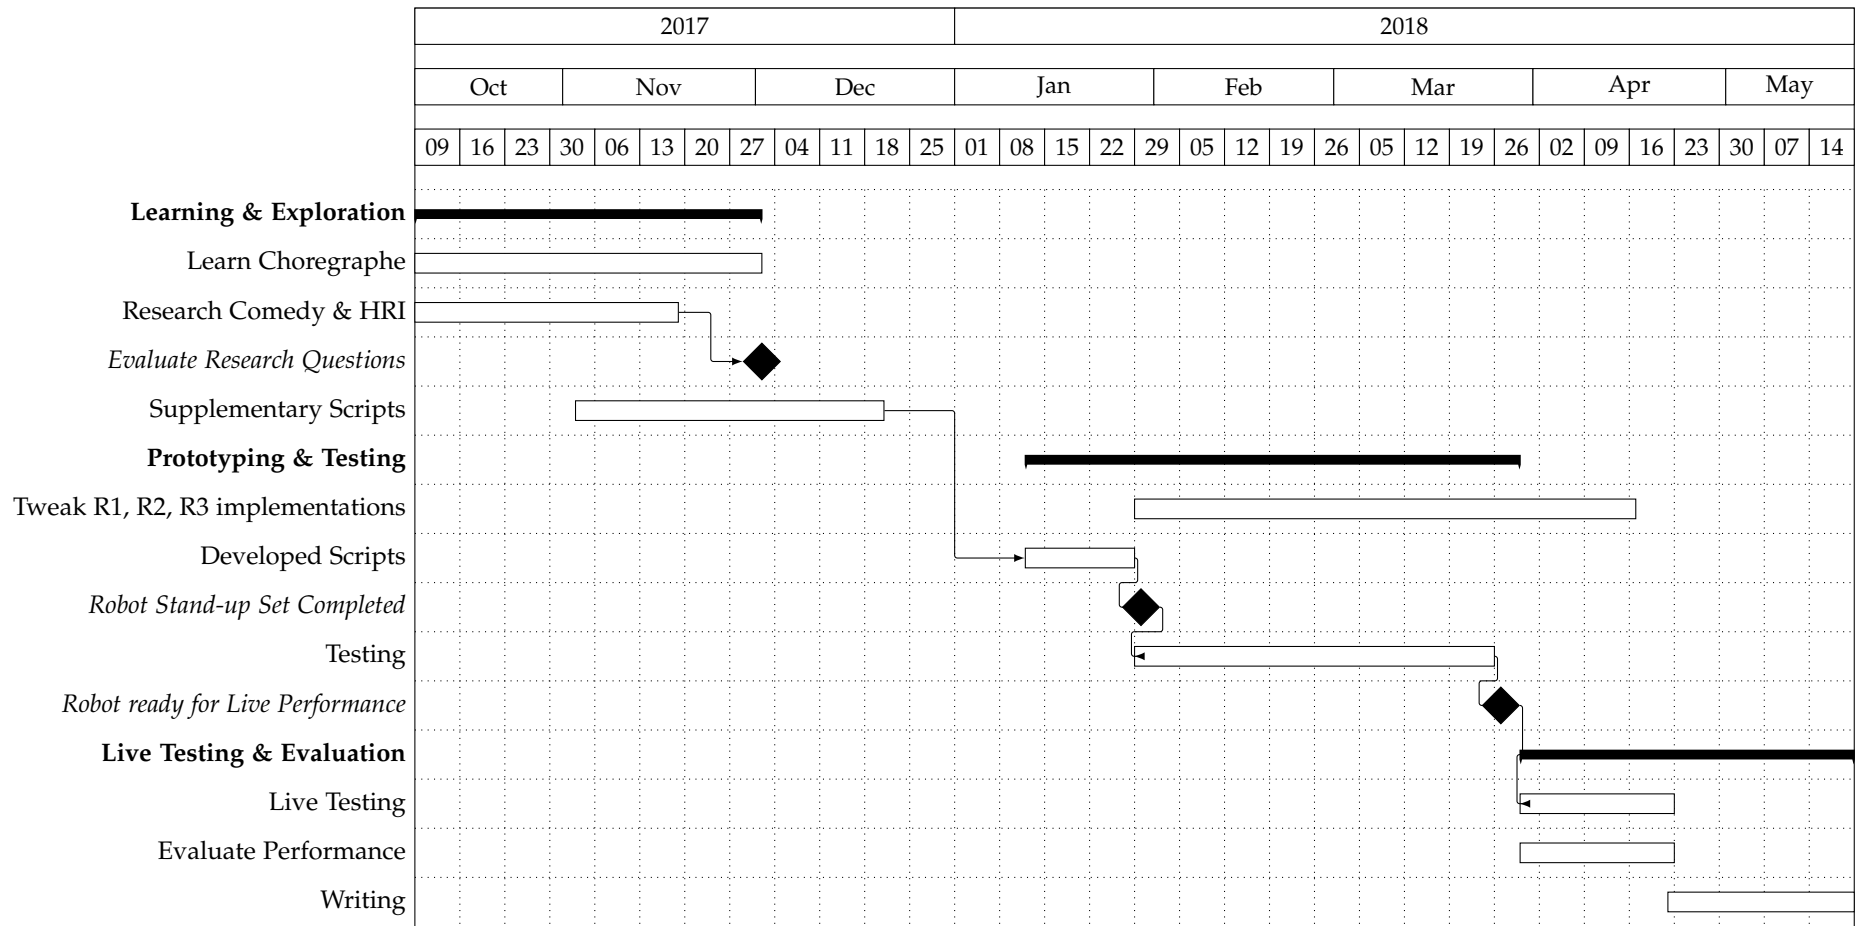 2017 2018
Oct Nov Dec Jan Feb Mar Apr May
09 16 23 30 06 13 20 27 04 11 18 25 01 08 15 22 29 05 12 19 26 05 12 19 26 02 09 16 23 30 07 14
Learning & Exploration
Learn Choregraphe
Research Comedy & HRI
Evaluate Research Questions
Supplementary Scripts
Prototyping & Testing
Tweak R1, R2, R3 implementations
Developed Scripts
Robot Stand-up Set Completed
Testing
Robot ready for Live Performance
Live Testing & Evaluation
Live Testing
Evaluate Performance
Writing